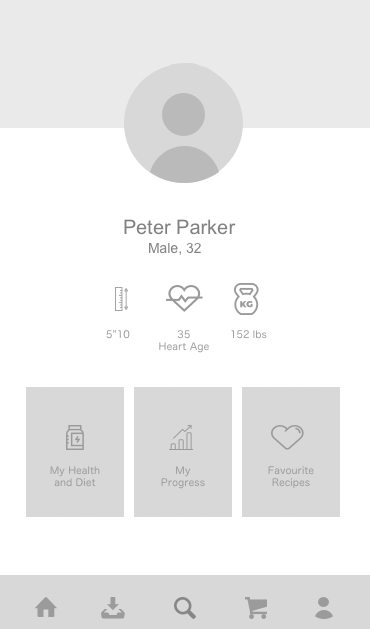 Peter Parker
Male, 32
KG
5"10
35
Heart Age
152 lbs
My Health
and Diet
My
Progress
Favourite
Recipes